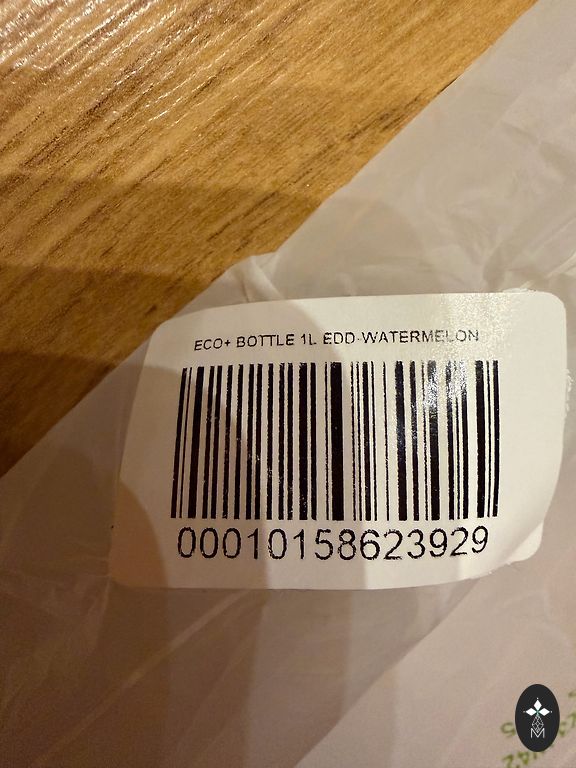 ECO+ BOTTLE 1L EDD-WATERMELON
00010158623929